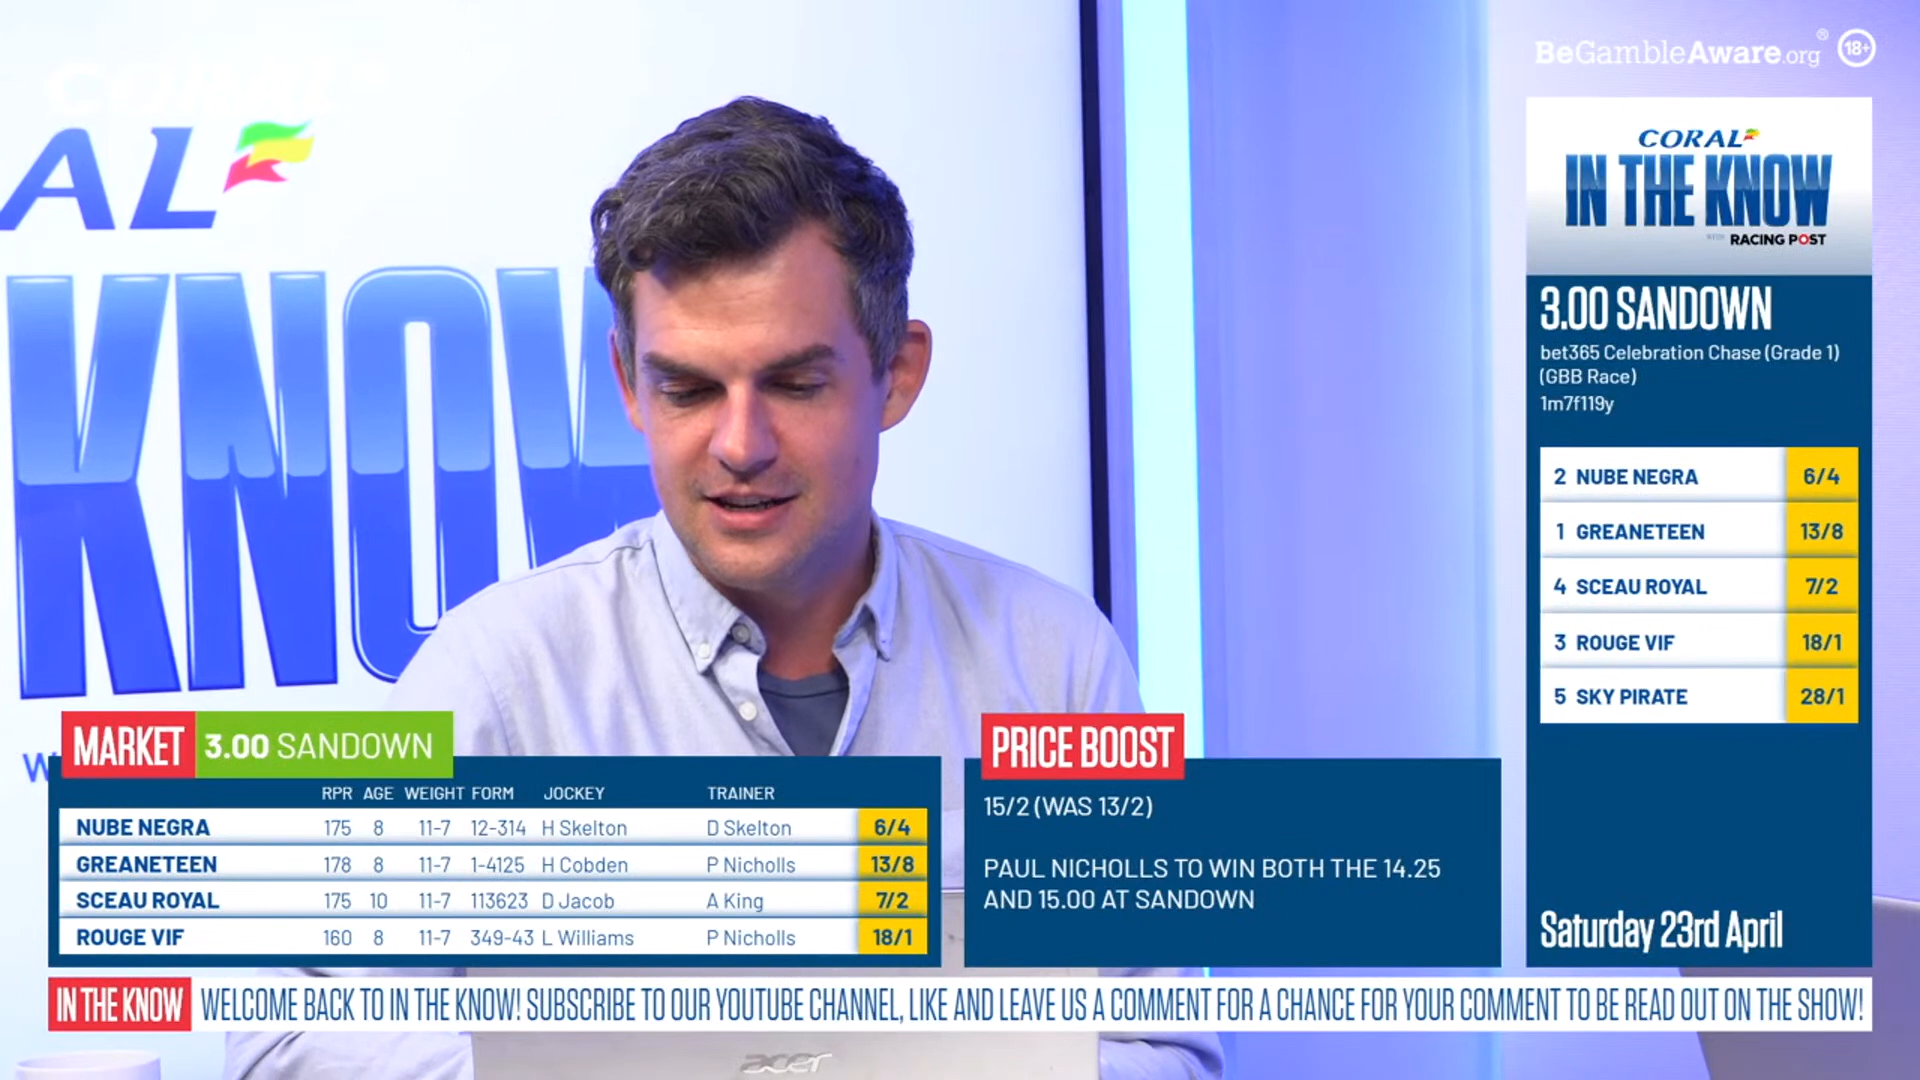 CORAL
BeGambleAware.org® 18+
AL
KNOW
CORAL
IN THE KNOW
WITH RACING POST
3.00 SANDOWN
bet365 Celebration Chase (Grade 1)
(GBB Race)
1m7f119y
2 NUBE NEGRA 6/4
1 GREANETEEN 13/8
4 SCEAU ROYAL 7/2
3 ROUGE VIF 18/1
5 SKY PIRATE 28/1
Saturday 23rd April
MARKET 3.00 SANDOWN
RPR AGE WEIGHT FORM JOCKEY TRAINER
NUBE NEGRA 175 8 11-7 12-314 H Skelton D Skelton 6/4
GREANETEEN 178 8 11-7 1-4125 H Cobden P Nicholls 13/8
SCEAU ROYAL 175 10 11-7 113623 D Jacob A King 7/2
ROUGE VIF 160 8 11-7 349-43 L Williams P Nicholls 18/1
PRICE BOOST
15/2 (WAS 13/2)
PAUL NICHOLLS TO WIN BOTH THE 14.25
AND 15.00 AT SANDOWN
IN THE KNOW WELCOME BACK TO IN THE KNOW! SUBSCRIBE TO OUR YOUTUBE CHANNEL, LIKE AND LEAVE US A COMMENT FOR A CHANCE FOR YOUR COMMENT TO BE READ OUT ON THE SHOW!
acer